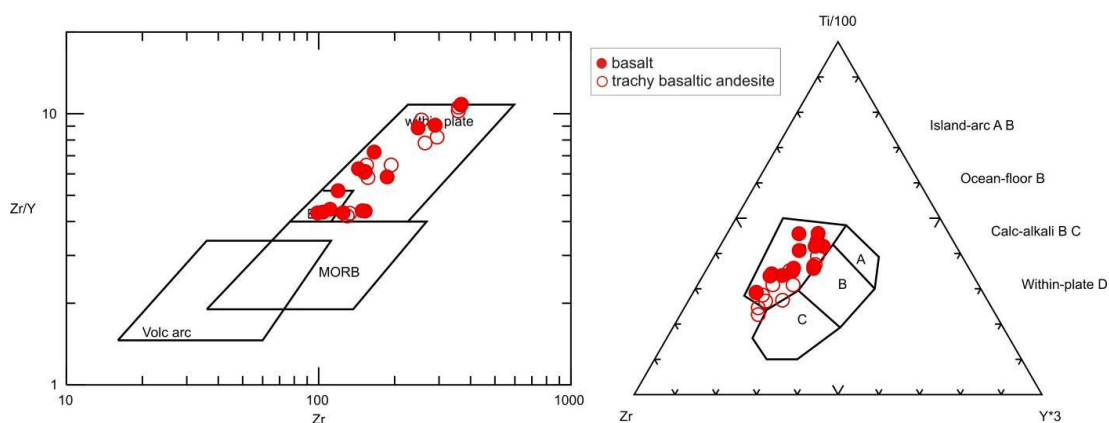 Ti/100
basalt
trachy basaltic andesite
10
within plate
Island-arc A B
Ocean-floor B
Zr/Y
E
Calc-alkali B C
A
MORB
B
Within-plate D
C
Volc arc
1
10
100
1000
Zr
Zr
Y*3